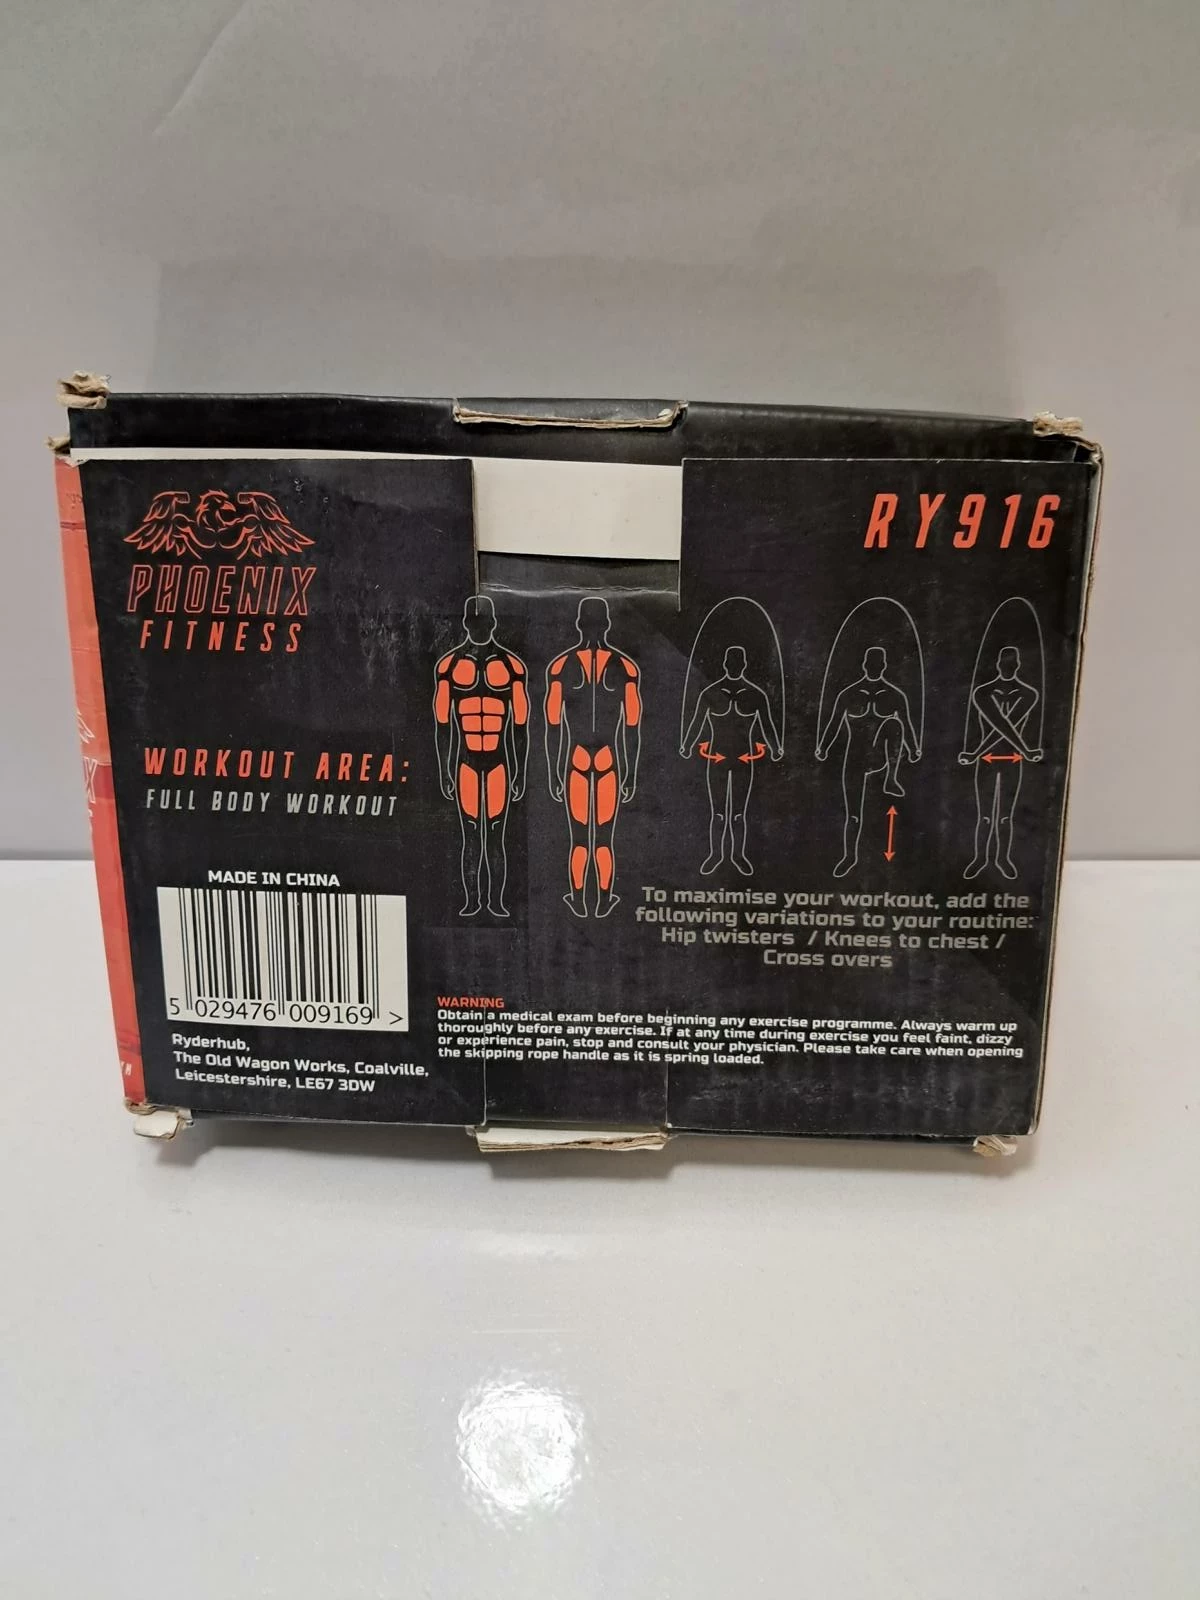 PHOENIX
FITNESS
RY916
WORKOUT AREA:
FULL BODY WORKOUT
MADE IN CHINA
5 029476 009169 >
Ryderhub,
The Old Wagon Works, Coalville,
Leicestershire, LE67 3DW
To maximise your workout, add the
following variations to your routine:
Hip twisters / Knees to chest /
Cross overs
WARNING
Obtain a medical exam before beginning any exercise programme. Always warm up
thoroughly before any exercise. If at any time during exercise you feel faint, dizzy
or experience pain, stop and consult your physician. Please take care when opening
the skipping rope handle as it is spring loaded.